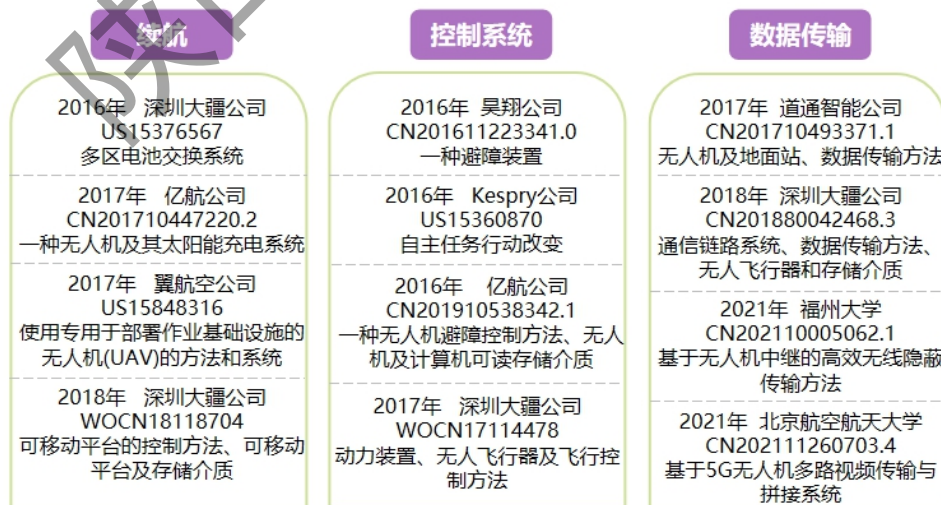 续航
2016年 深圳大疆公司
US15376567
多区电池交换系统
2017年 亿航公司
CN201710447220.2
一种无人机及其太阳能充电系统
2017年 翼航空公司
US15848316
使用专用于部署作业基础设施的
无人机(UAV)的方法和系统
2018年 深圳大疆公司
WOCN18118704
可移动平台的控制方法、可移动
平台及存储介质
控制系统
2016年 昊翔公司
CN201611223341.0
一种避障装置
2016年 Kespry公司
US15360870
自主任务行动改变
2016年 亿航公司
CN201910538342.1
一种无人机避障控制方法、无人
机及计算机可读存储介质
2017年 深圳大疆公司
WOCN17114478
动力装置、无人飞行器及飞行控
制方法
数据传输
2017年 道通智能公司
CN201710493371.1
无人机及地面站、数据传输方法
2018年 深圳大疆公司
CN201880042468.3
通信链路系统、数据传输方法、
无人飞行器和存储介质
2021年 福州大学
CN202110005062.1
基于无人机中继的高效无线隐蔽
传输方法
2021年 北京航空航天大学
CN202111260703.4
基于5G无人机多路视频传输与
拼接系统
陕